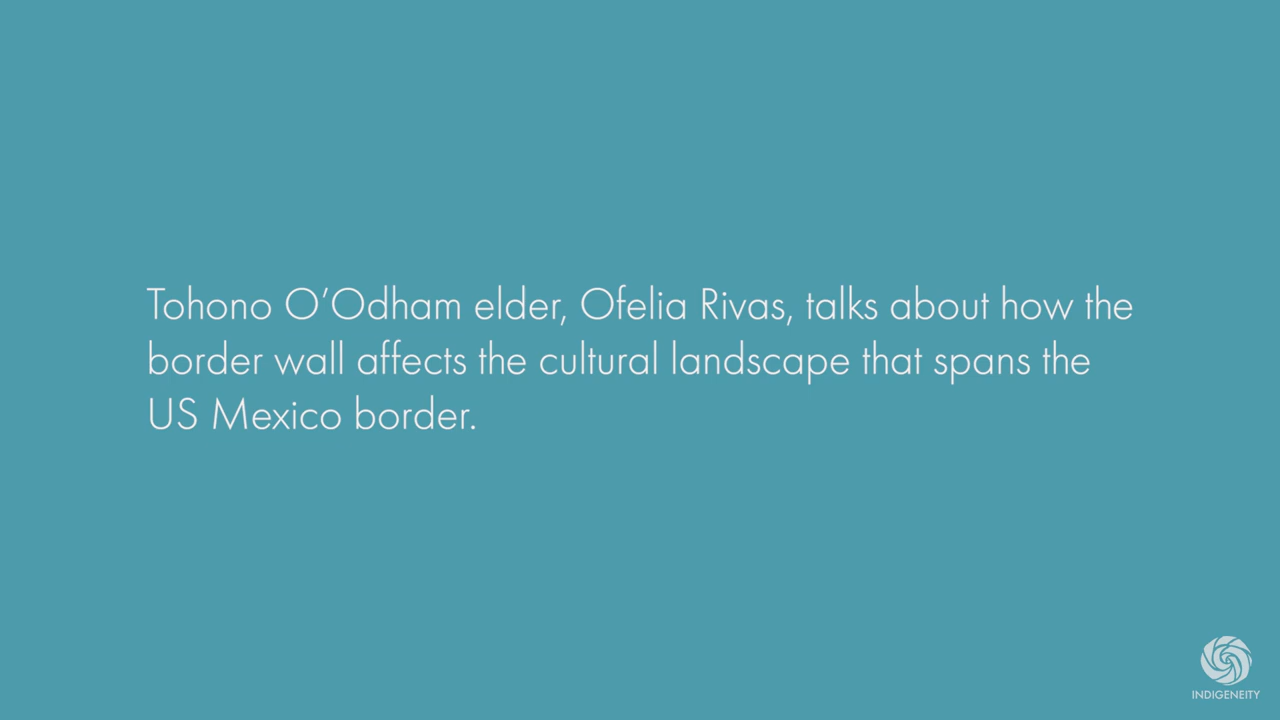 Tohono O’Odham elder, Ofelia Rivas, talks about how the
border wall affects the cultural landscape that spans the
US Mexico border.
INDIGENEITY